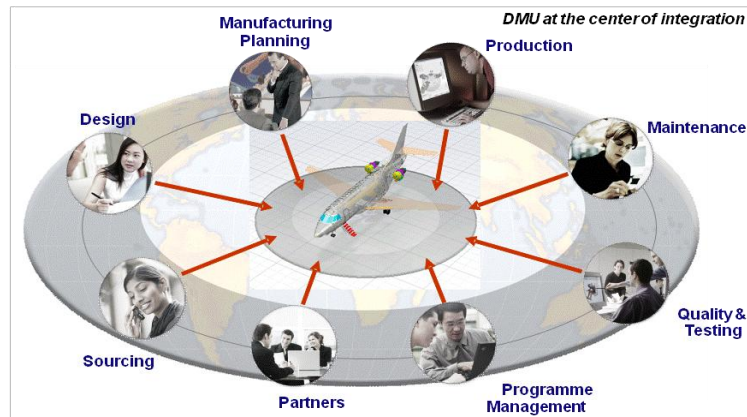 DMU at the center of integration
Manufacturing
Planning
Production
Design
Maintenance
Sourcing
Quality &
Testing
Partners
Programme
Management